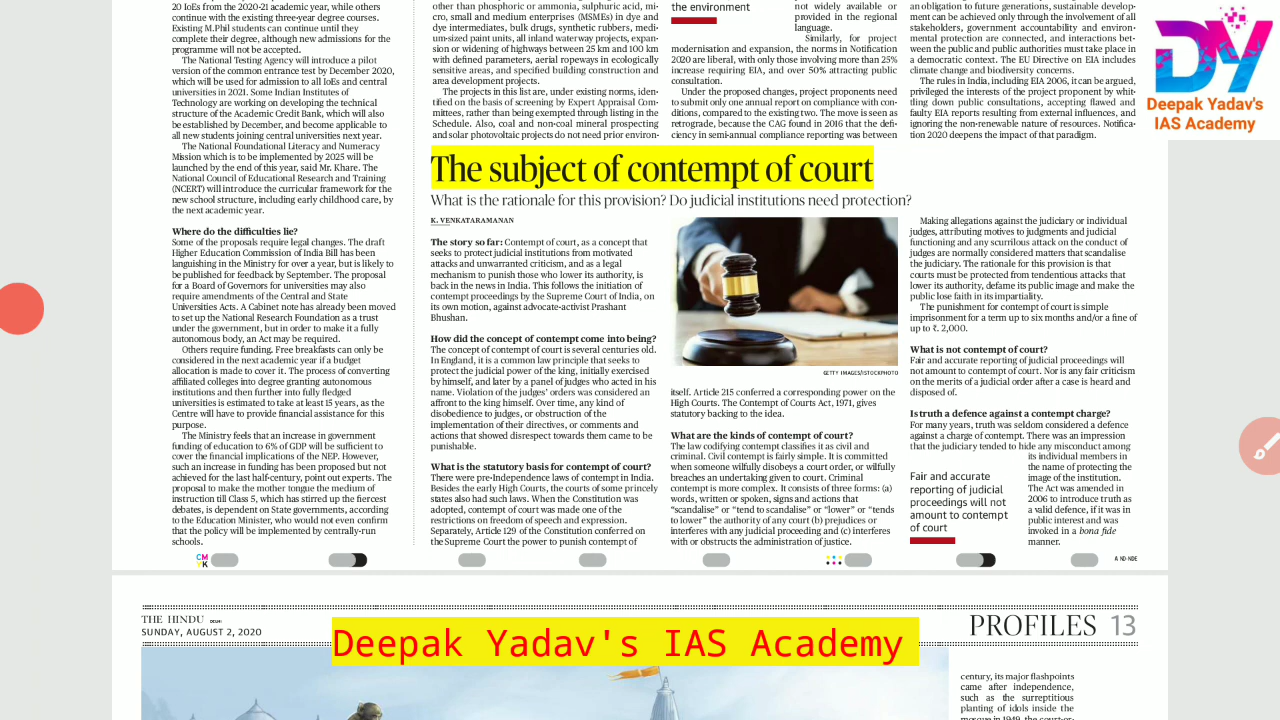 20 IoEs from the 2020-21 academic year, while others
continue with the existing three-year degree courses.
Existing M.Phil students can continue until they
complete their degree, although new admissions for the
programme will not be accepted.
The National Testing Agency will introduce a pilot
version of the common entrance test by December 2020,
which will be used for admission to all IoEs and central
universities in 2021. Some Indian Institutes of
Technology are working on developing the technical
structure of the Academic Credit Bank, which will also
be established by December, and become applicable to
all new students joining central universities next year.
The National Foundational Literacy and Numeracy
Mission which is to be implemented by 2025 will be
launched by the end of this year, said Mr. Khare. The
National Council of Educational Research and Training
(NCERT) will introduce the curricular framework for the
new school structure, including early childhood care, by
the next academic year.
Where do the difficulties lie?
Some of the proposals require legal changes. The draft
Higher Education Commission of India Bill has been
languishing in the Ministry for over a year, but is likely to
be published for feedback by September. The proposal
for a Board of Governors for universities may also
require amendments of the Central and State
Universities Acts. A Cabinet note has already been moved
to set up the National Research Foundation as a trust
under the government, but in order to make it a fully
autonomous body, an Act may be required.
Others require funding. Free breakfasts can only be
considered in the next academic year if a budget
allocation is made to cover it. The process of converting
affiliated colleges into degree granting autonomous
institutions and then further into fully fledged
universities is estimated to take at least 15 years, as the
Centre will have to provide financial assistance for this
purpose.
The Ministry feels that an increase in government
funding of education to 6% of GDP will be sufficient to
cover the financial implications of the NEP. However,
such an increase in funding has been proposed but not
achieved for the last half-century, point out experts. The
proposal to make the mother tongue the medium of
instruction till Class 5, which has stirred up the fiercest
debates, is dependent on State governments, according
to the Education Minister, who would not even confirm
that the policy will be implemented by centrally-run
schools.
other than phosphoric or ammonia, sulphuric acid, mi-
cro, small and medium enterprises (MSMEs) in dye and
dye intermediates, bulk drugs, synthetic rubbers, medi-
um-sized paint units, all inland waterway projects, expan-
sion or widening of highways between 25 km and 100 km
with defined parameters, aerial ropeways in ecologically
sensitive areas, and specified building construction and
area development projects.
The projects in this list are, under existing norms, iden-
tified on the basis of screening by Expert Appraisal Com-
mittees, rather than being exempted through listing in the
Schedule. Also, coal and non-coal mineral prospecting
and solar photovoltaic projects do not need prior environ-
the environment
not widely available or
provided in the regional
language.
Similarly, for project
modernisation and expansion, the norms in Notification
2020 are liberal, with only those involving more than 25%
increase requiring EIA, and over 50% attracting public
consultation.
Under the proposed changes, project proponents need
to submit only one annual report on compliance with con-
ditions, compared to the existing two. The move is seen as
retrograde, because the CAG found in 2016 that the defi-
ciency in semi-annual compliance reporting was between
an obligation to future generations, sustainable develop-
ment can be achieved only through the involvement of all
stakeholders, government accountability and environ-
mental protection are connected, and interactions bet-
ween the public and public authorities must take place in
a democratic context. The EU Directive on EIA includes
climate change and biodiversity concerns.
The rules in India, including EIA 2006, it can be argued,
privileged the interests of the project proponent by whit-
tling down public consultations, accepting flawed and
faulty EIA reports resulting from external influences, and
ignoring the non-renewable nature of resources. Notifica-
tion 2020 deepens the impact of that paradigm.
DY
Deepak Yadav's
IAS Academy
The subject of contempt of court
What is the rationale for this provision? Do judicial institutions need protection?
K. VENKATARAMANAN
The story so far: Contempt of court, as a concept that
seeks to protect judicial institutions from motivated
attacks and unwarranted criticism, and as a legal
mechanism to punish those who lower its authority, is
back in the news in India. This follows the initiation of
contempt proceedings by the Supreme Court of India, on
its own motion, against advocate-activist Prashant
Bhushan.
How did the concept of contempt come into being?
The concept of contempt of court is several centuries old.
In England, it is a common law principle that seeks to
protect the judicial power of the king, initially exercised
by himself, and later by a panel of judges who acted in his
name. Violation of the judges' orders was considered an
affront to the king himself. Over time, any kind of
disobedience to judges, or obstruction of the
implementation of their directives, or comments and
actions that showed disrespect towards them came to be
punishable.
What is the statutory basis for contempt of court?
There were pre-Independence laws of contempt in India.
Besides the early High Courts, the courts of some princely
states also had such laws. When the Constitution was
adopted, contempt of court was made one of the
restrictions on freedom of speech and expression.
Separately, Article 129 of the Constitution conferred on
the Supreme Court the power to punish contempt of
GETTY IMAGES/ISTOCKPHOTO
itself. Article 215 conferred a corresponding power on the
High Courts. The Contempt of Courts Act, 1971, gives
statutory backing to the idea.
What are the kinds of contempt of court?
The law codifying contempt classifies it as civil and
criminal. Civil contempt is fairly simple. It is committed
when someone wilfully disobeys a court order, or wilfully
breaches an undertaking given to court. Criminal
contempt is more complex. It consists of three forms: (a)
words, written or spoken, signs and actions that
“scandalise” or “tend to scandalise” or “lower” or “tends
to lower” the authority of any court (b) prejudices or
interferes with any judicial proceeding and (c) interferes
with or obstructs the administration of justice.
Making allegations against the judiciary or individual
judges, attributing motives to judgments and judicial
functioning and any scurrilous attack on the conduct of
judges are normally considered matters that scandalise
the judiciary. The rationale for this provision is that
courts must be protected from tendentious attacks that
lower its authority, defame its public image and make the
public lose faith in its impartiality.
The punishment for contempt of court is simple
imprisonment for a term up to six months and/or a fine of
up to ₹. 2,000.
What is not contempt of court?
Fair and accurate reporting of judicial proceedings will
not amount to contempt of court. Nor is any fair criticism
on the merits of a judicial order after a case is heard and
disposed of.
Is truth a defence against a contempt charge?
For many years, truth was seldom considered a defence
against a charge of contempt. There was an impression
that the judiciary tended to hide any misconduct among
its individual members in
the name of protecting the
image of the institution.
The Act was amended in
2006 to introduce truth as
a valid defence, if it was in
public interest and was
invoked in a bona fide
manner.
Fair and accurate
reporting of judicial
proceedings will not
amount to contempt
of court
CM
YK
A ND-NDE
THE HINDU DELHI
SUNDAY, AUGUST 2, 2020
Deepak Yadav's IAS Academy
PROFILES 13
century, its major flashpoints
came after independence,
such as the surreptitious
planting of idols inside the
mosque in 1949, the court-or-